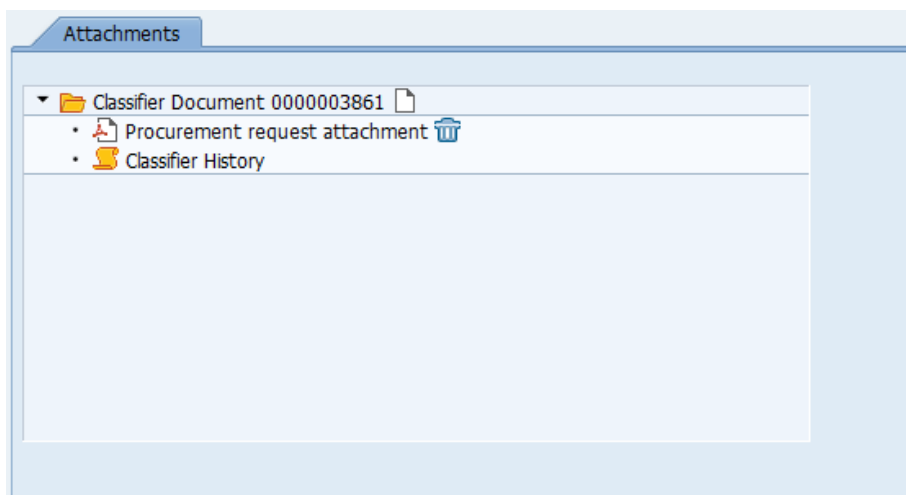 Attachments
Classifier Document 0000003861
Procurement request attachment
Classifier History